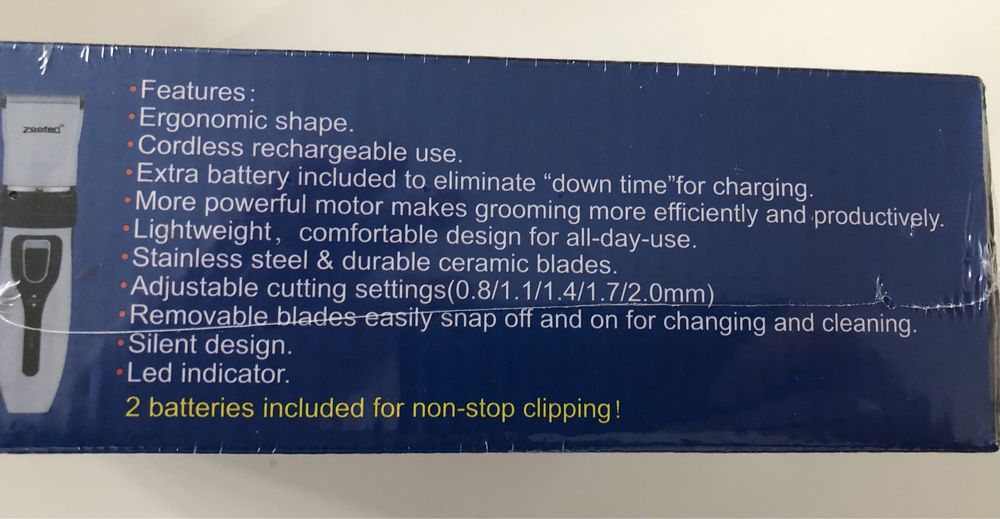 zooferi
•Features:
•Ergonomic shape.
•Cordless rechargeable use.
•Extra battery included to eliminate “down time”for charging.
•More powerful motor makes grooming more efficiently and productively.
•Lightweight, comfortable design for all-day-use.
•Stainless steel & durable ceramic blades.
•Adjustable cutting settings(0.8/1.1/1.4/1.7/2.0mm)
•Removable blades easily snap off and on for changing and cleaning.
•Silent design.
•Led indicator.
2 batteries included for non-stop clipping!